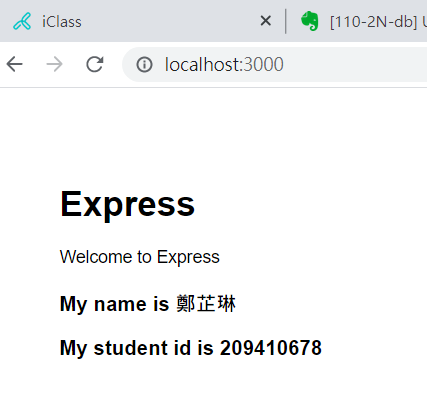 iClass
[110-2N-db] U
localhost:3000
Express
Welcome to Express
My name is 鄭芷琳
My student id is 209410678